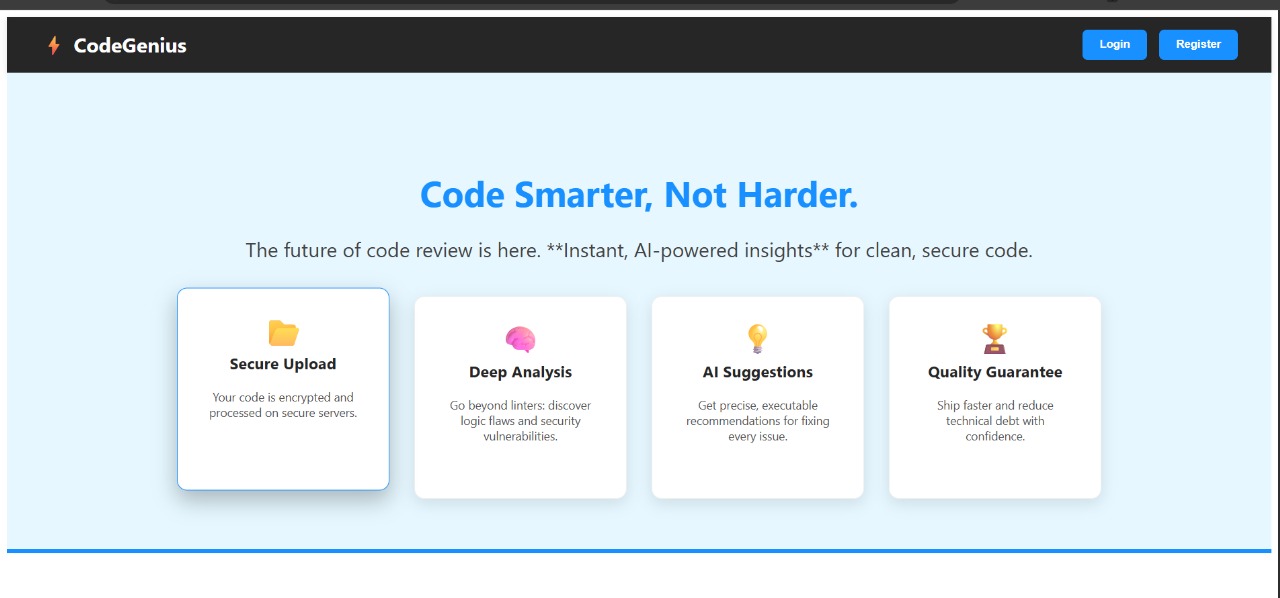 CodeGenius
Login
Register
Code Smarter, Not Harder.
The future of code review is here. **Instant, AI-powered insights** for clean, secure code.
Secure Upload
Your code is encrypted and
processed on secure servers.
Deep Analysis
Go beyond linters: discover
logic flaws and security
vulnerabilities.
AI Suggestions
Get precise, executable
recommendations for fixing
every issue.
Quality Guarantee
Ship faster and reduce
technical debt with
confidence.